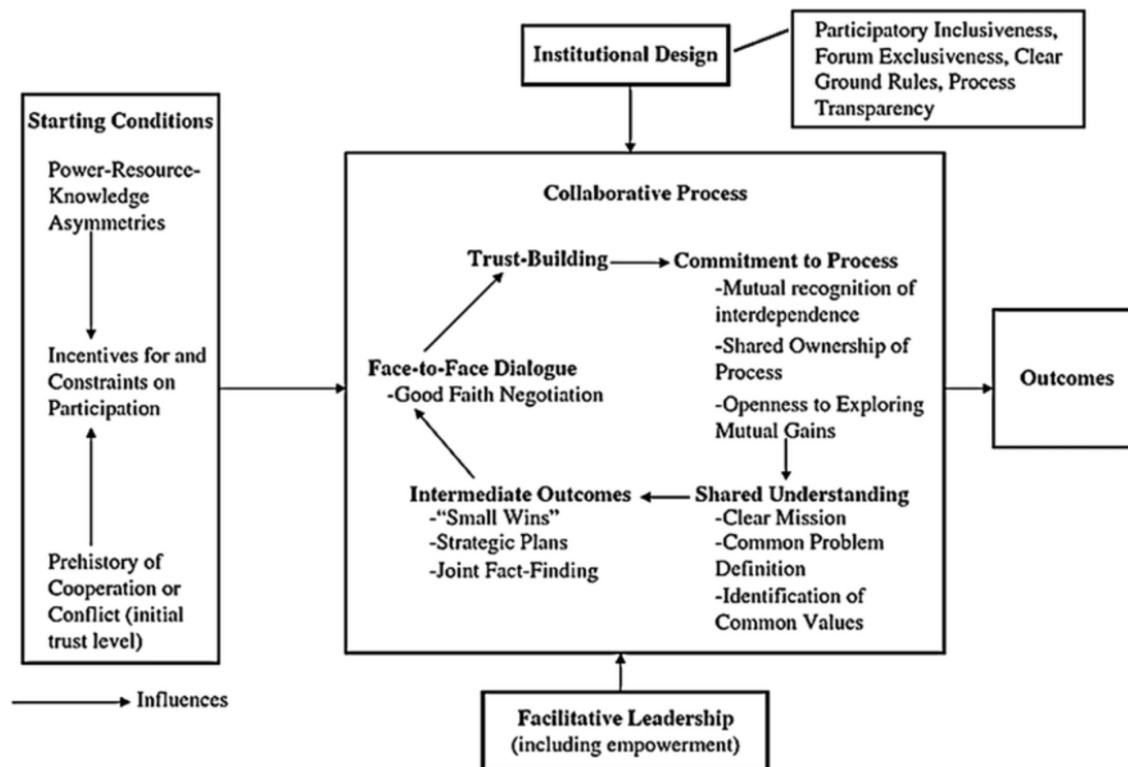 Institutional Design
Participatory Inclusiveness,
Forum Exclusiveness, Clear
Ground Rules, Process
Transparency
Starting Conditions
Power-Resource-
Knowledge
Asymmetries
Incentives for and
Constraints on
Participation
Prehistory of
Cooperation or
Conflict (initial
trust level)
Influences
Collaborative Process
Trust-Building
Commitment to Process
-Mutual recognition of
interdependence
-Shared Ownership of
Process
-Openness to Exploring
Mutual Gains
Face-to-Face Dialogue
-Good Faith Negotiation
Intermediate Outcomes
-“Small Wins”
-Strategic Plans
-Joint Fact-Finding
Shared Understanding
-Clear Mission
-Common Problem
Definition
-Identification of
Common Values
Outcomes
Facilitative Leadership
(including empowerment)